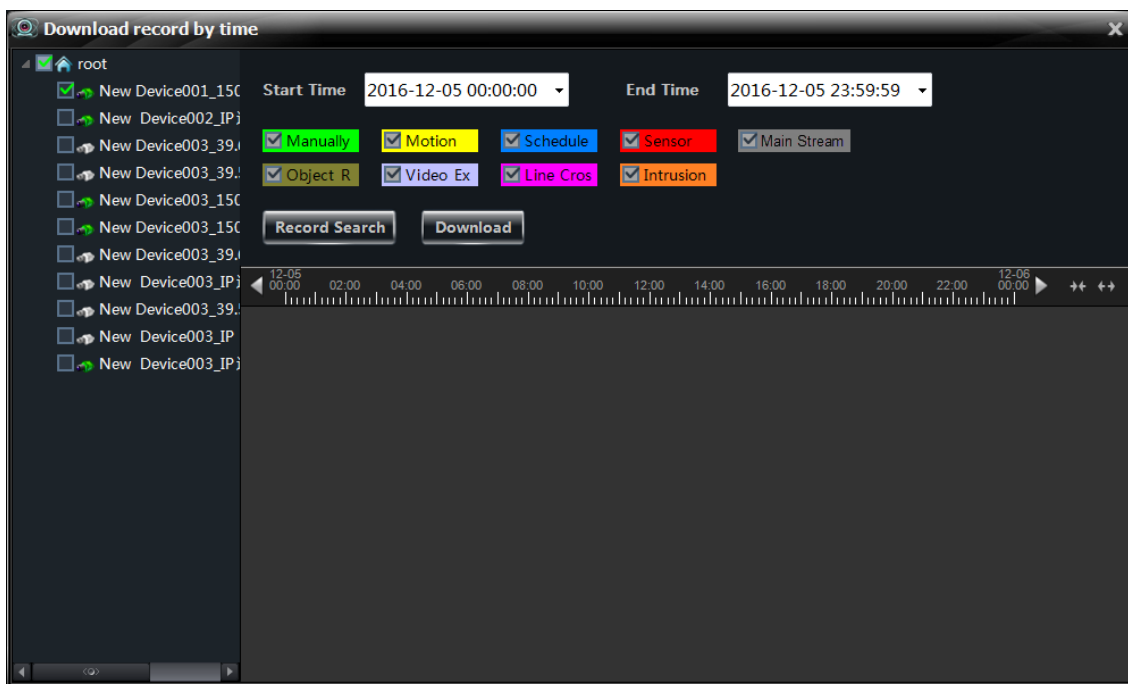 Download record by time
root
New Device001_150
New Device002_IP
New Device003_39.
New Device003_39.
New Device003_150
New Device003_150
New Device003_39.
New Device003_IP
New Device003_39.
New Device003_IP
New Device003_IP
Start Time 2016-12-05 00:00:00 End Time 2016-12-05 23:59:59
Manually Motion Schedule Sensor Main Stream
Object R Video Ex Line Cros Intrusion
Record Search Download
12-05 12-06
00:00 02:00 04:00 06:00 08:00 10:00 12:00 14:00 16:00 18:00 20:00 22:00 00:00